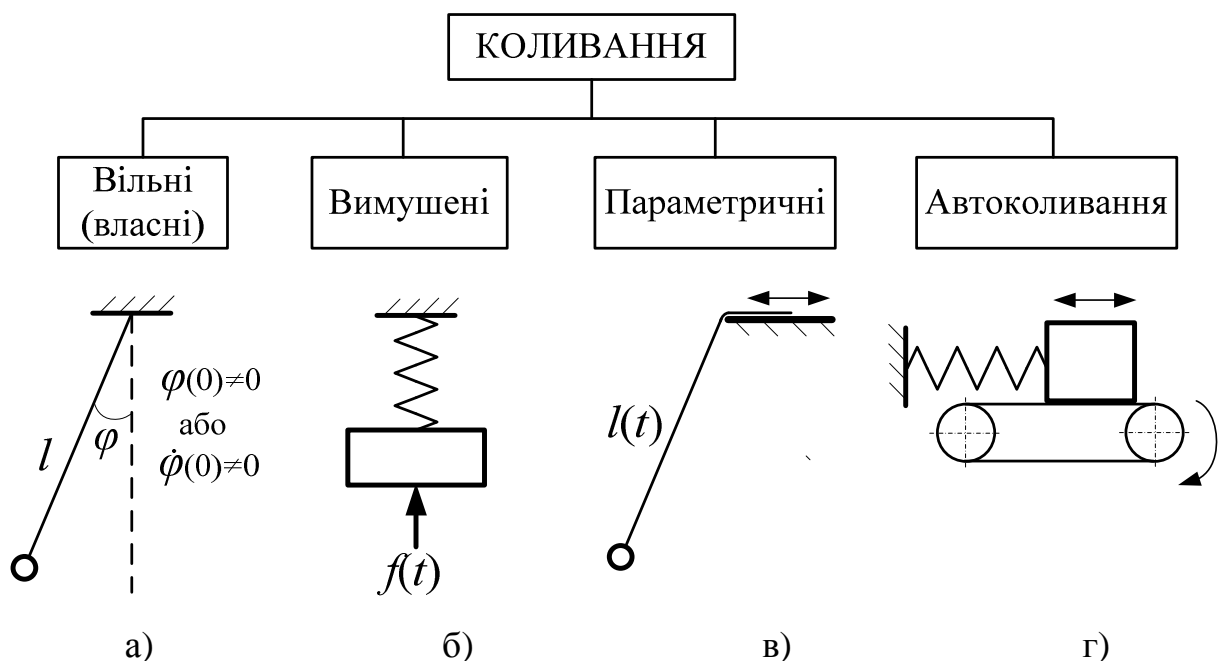 КОЛИВАННЯ
Вільні
(власні)
Вимушені
Параметричні
Автоколивання
φ(0)≠0
або
φ̇(0)≠0
φ
l
f(t)
l(t)
а)
б)
в)
г)